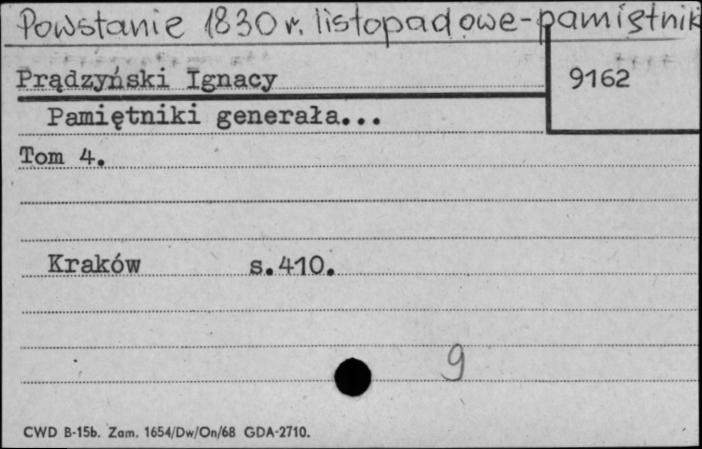 Powstanie 1830 r. listopadowe-pamiętnik
Prądzyński Ignacy
9162
Pamiętniki generała...
Tom 4.
Kraków s.410.
9
CWD B-15b. Zam. 1654/Dw/On/68 GDA-2710.